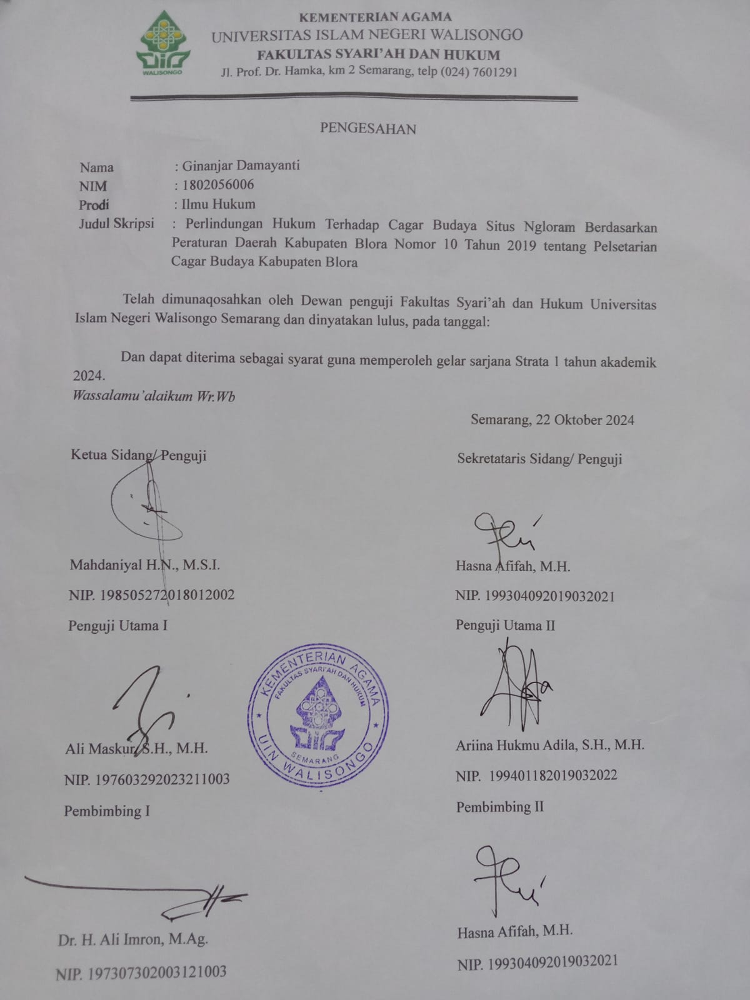 KEMENTERIAN AGAMA
UNIVERSITAS ISLAM NEGERI WALISONGO
FAKULTAS SYARI'AH DAN HUKUM
Jl. Prof. Dr. Hamka, km 2 Semarang, telp (024) 7601291
WALISONGO
PENGESAHAN
Nama : Ginanjar Damayanti
NIM : 1802056006
Prodi : Ilmu Hukum
Judul Skripsi : Perlindungan Hukum Terhadap Cagar Budaya Situs Ngloram Berdasarkan
Peraturan Daerah Kabupaten Blora Nomor 10 Tahun 2019 tentang Pelsetarian
Cagar Budaya Kabupaten Blora
Telah dimunaqosahkan oleh Dewan penguji Fakultas Syari'ah dan Hukum Universitas
Islam Negeri Walisongo Semarang dan dinyatakan lulus, pada tanggal:
Dan dapat diterima sebagai syarat guna memperoleh gelar sarjana Strata 1 tahun akademik
2024.
Wassalamu'alaikum Wr.Wb
Semarang, 22 Oktober 2024
Ketua Sidang/ Penguji
Sekretataris Sidang/ Penguji
Mahdaniyal H.N., M.S.I.
Hasna Afifah, M.H.
NIP. 198505272018012002
NIP. 199304092019032021
Penguji Utama I
Penguji Utama II
KEMENTERIAN AGAMA
FAKULTAS SYARI'AH DAN HUKUM
UIN
SEMARANG
UIN WALISONGO
Ali Maskur, S.H., M.H.
Ariina Hukmu Adila, S.H., M.H.
NIP. 197603292023211003
NIP. 199401182019032022
Pembimbing I
Pembimbing II
Dr. H. Ali Imron, M.Ag.
Hasna Afifah, M.H.
NIP. 197307302003121003
NIP. 199304092019032021